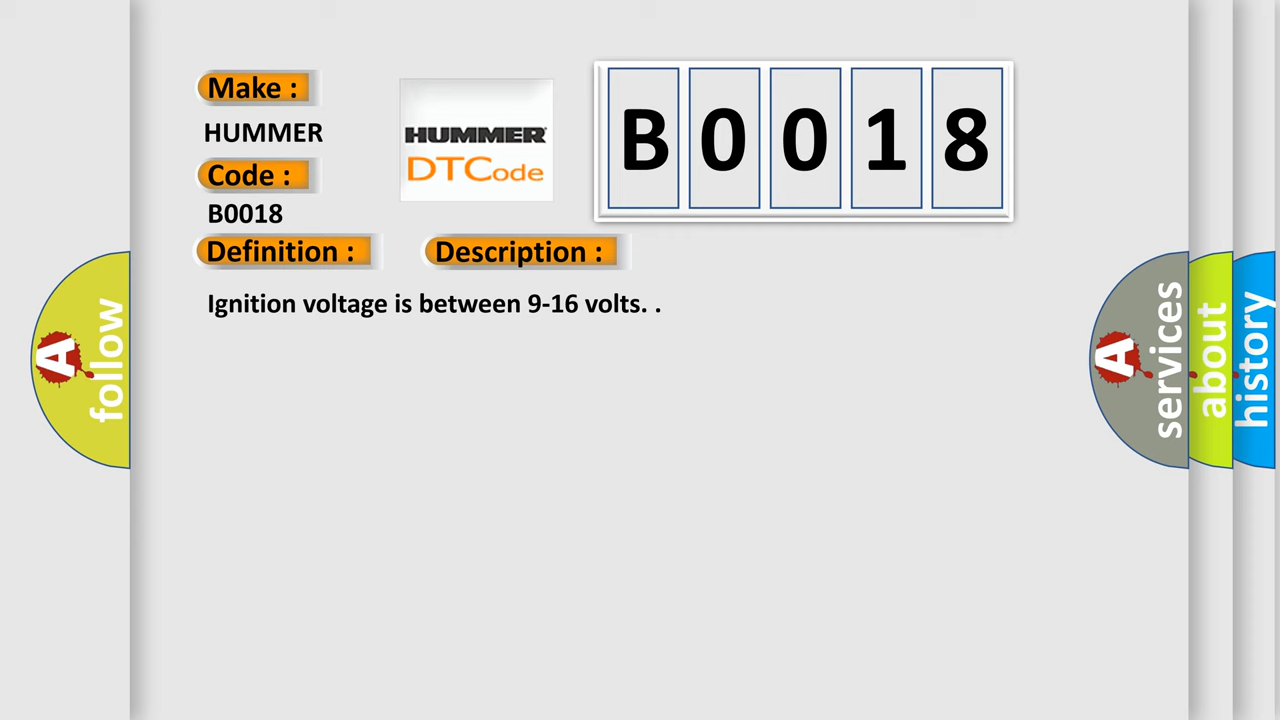 Make :
HUMMER
Code :
B0018
Definition :
Description :
Ignition voltage is between 9-16 volts. .
HUMMER
DTCode
B0018
A
follow
A
services
about
history